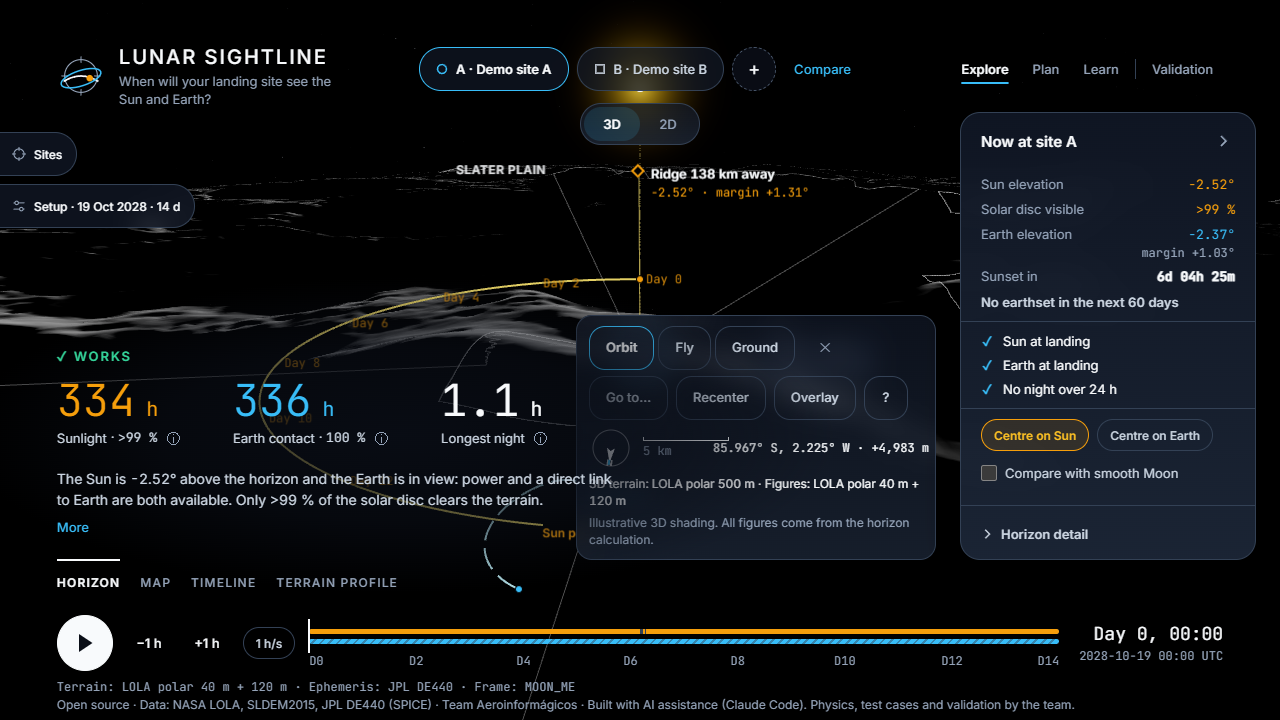 LUNAR SIGHTLINE
When will your landing site see the
Sun and Earth?
A · Demo site A
B · Demo site B
+
Compare
Explore
Plan
Learn
Validation
3D
2D
Sites
Setup · 19 Oct 2028 · 14 d
SLATER PLAIN
Ridge 138 km away
-2.52° · margin +1.31°
Day 0
Day 2
Day 4
Day 6
Day 8
Day 10
Sun p
Now at site A
Sun elevation -2.52°
Solar disc visible >99 %
Earth elevation -2.37°
margin +1.03°
Sunset in 6d 04h 25m
No earthset in the next 60 days
✓ Sun at landing
✓ Earth at landing
✓ No night over 24 h
Centre on Sun
Centre on Earth
Compare with smooth Moon
Horizon detail
Orbit
Fly
Ground
Go to...
Recenter
Overlay
?
N
5 km
85.967° S, 2.225° W · +4,983 m
3D terrain: LOLA polar 500 m · Figures: LOLA polar 40 m +
120 m
Illustrative 3D shading. All figures come from the horizon
calculation.
✓ WORKS
334 h
336 h
1.1 h
Sunlight · >99 %
Earth contact · 100 %
Longest night
The Sun is -2.52° above the horizon and the Earth is in view: power and a direct link
to Earth are both available. Only >99 % of the solar disc clears the terrain.
More
HORIZON
MAP
TIMELINE
TERRAIN PROFILE
−1 h
+1 h
1 h/s
D0 D2 D4 D6 D8 D10 D12 D14
Day 0, 00:00
2028-10-19 00:00 UTC
Terrain: LOLA polar 40 m + 120 m · Ephemeris: JPL DE440 · Frame: MOON_ME
Open source · Data: NASA LOLA, SLDEM2015, JPL DE440 (SPICE) · Team Aeroinformágicos · Built with AI assistance (Claude Code). Physics, test cases and validation by the team.